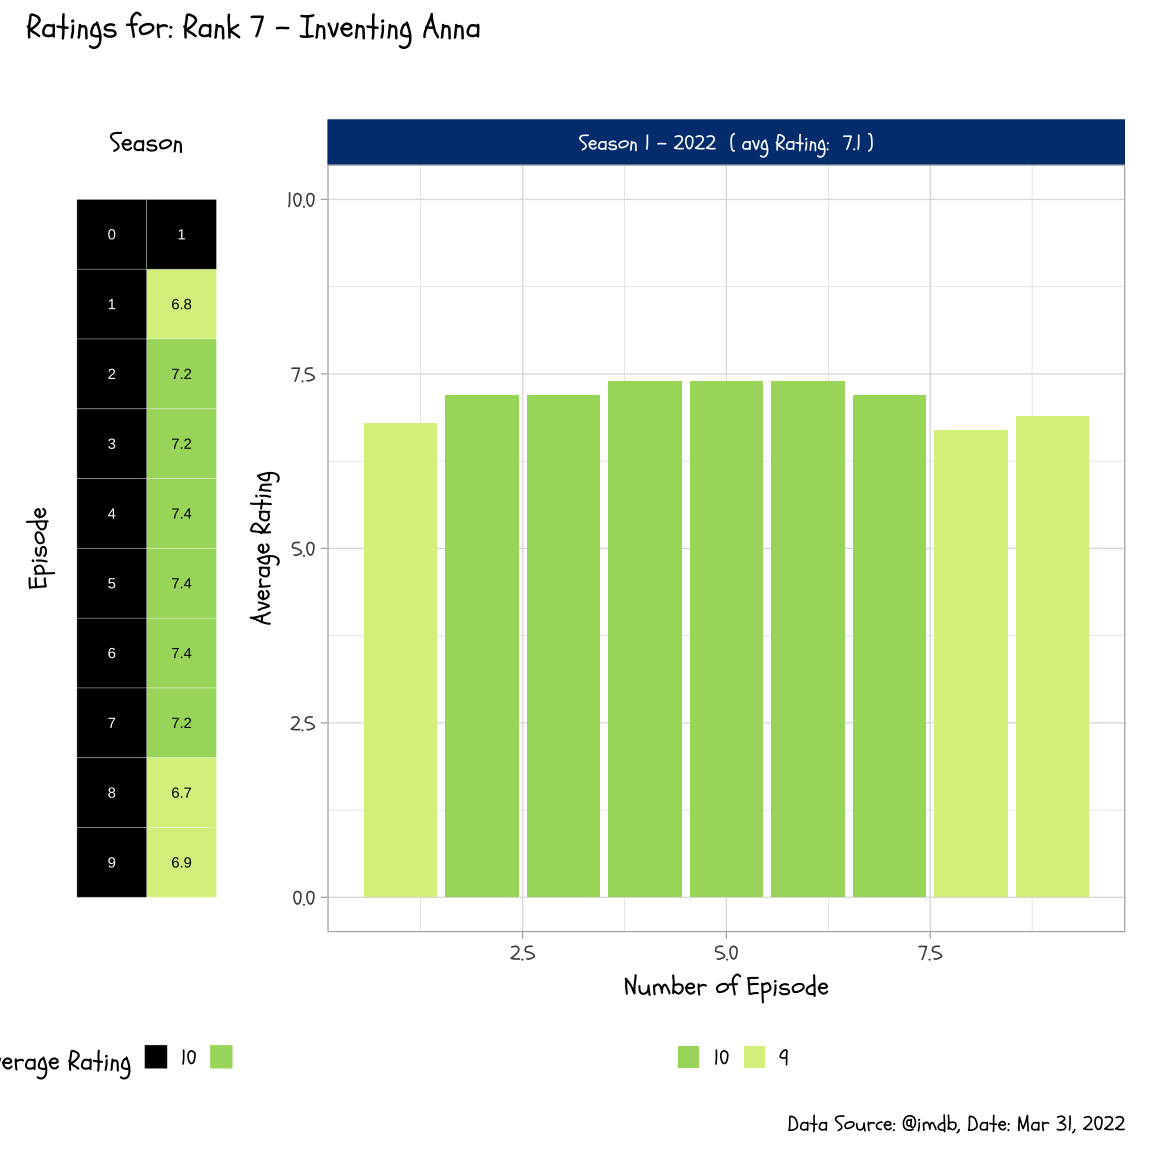 Ratings for: Rank 7 - Inventing Anna
Season
0 1
1 6.8
2 7.2
3 7.2
4 7.4
5 7.4
6 7.4
7 7.2
8 6.7
9 6.9
Episode
Season 1 - 2022 ( avg Rating: 7.1 )
10.0
7.5
5.0
2.5
0.0
Average Rating
2.5 5.0 7.5
Number of Episode
verage Rating 10
10 9
Data Source: @imdb, Date: Mar 31, 2022